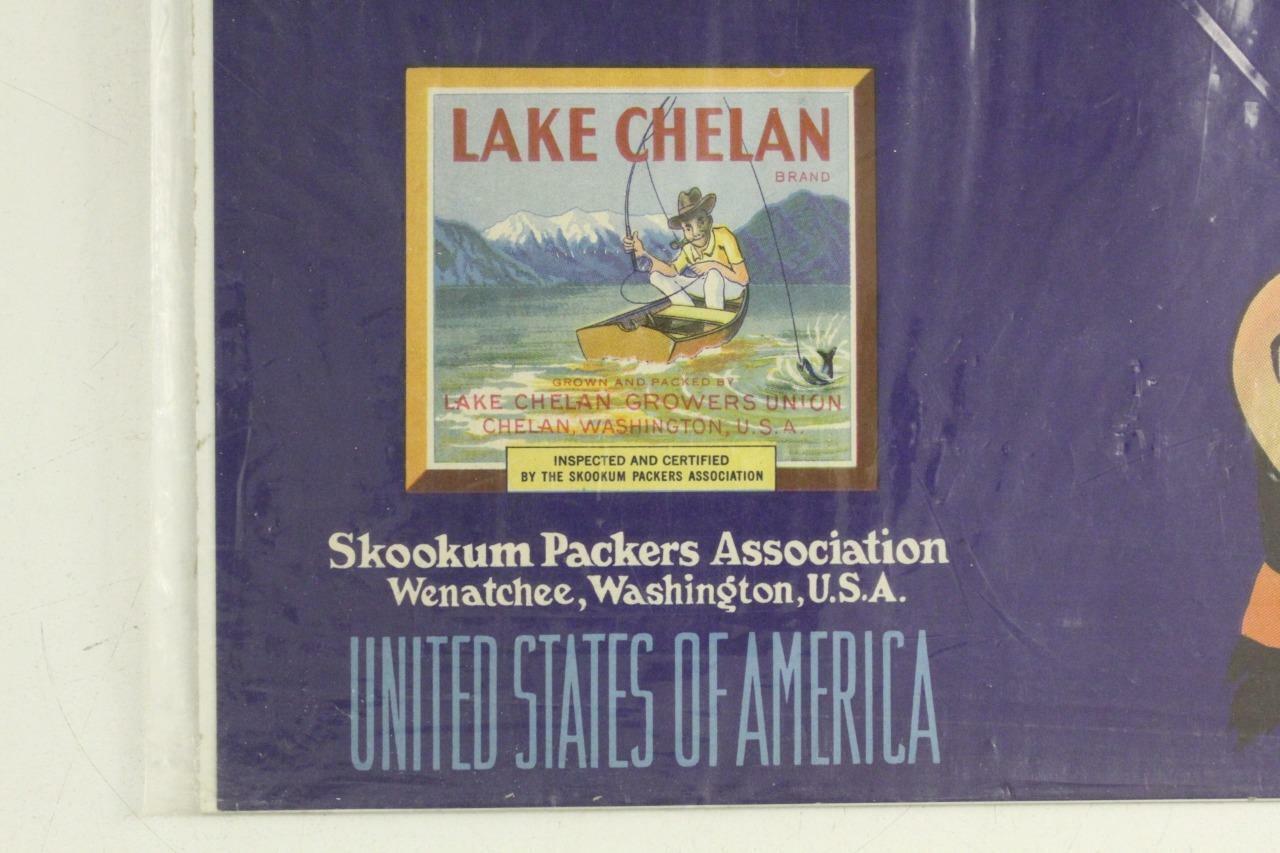 LAKE CHELAN
BRAND
GROWN AND PACKED BY
LAKE CHELAN GROWERS UNION
CHELAN, WASHINGTON, U.S.A.
INSPECTED AND CERTIFIED
BY THE SKOOKUM PACKERS ASSOCIATION
Skookum Packers Association
Wenatchee, Washington, U.S.A.
UNITED STATES OF AMERICA